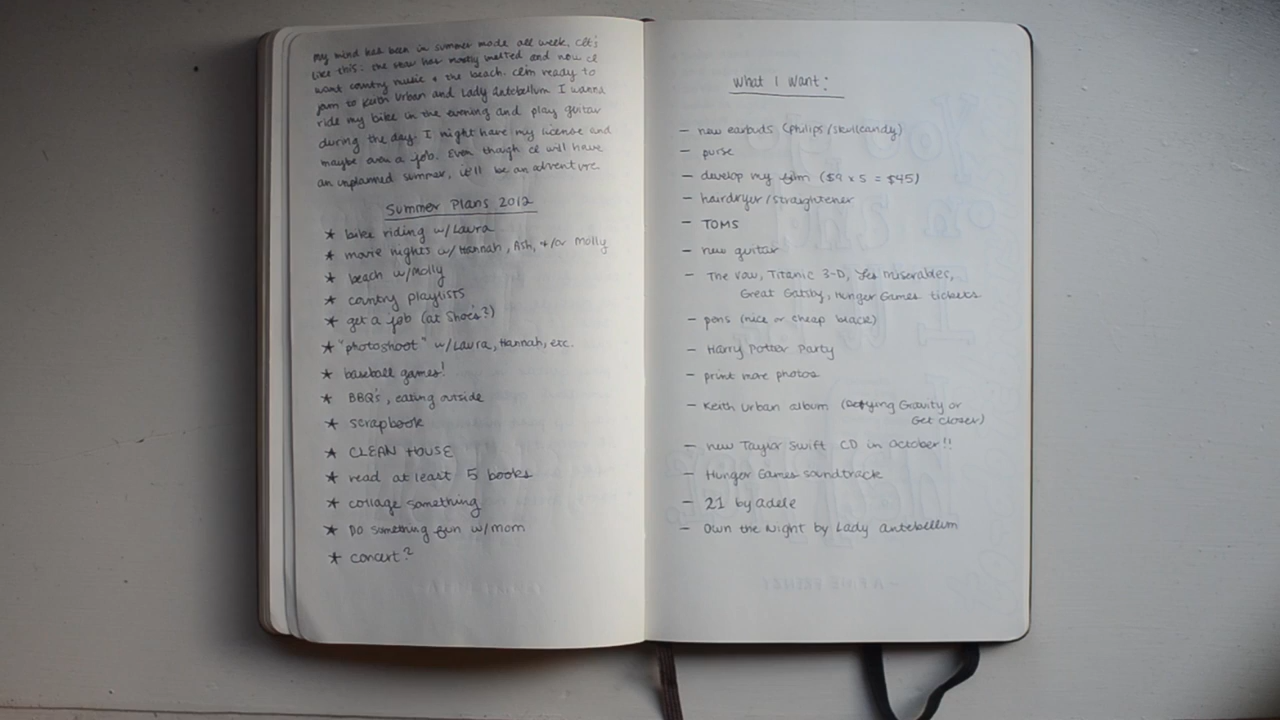 my mind has been in summer mode all week. It's
like this: the snow has mostly melted and now I
want country music & the beach. I'm ready to
jam to Keith Urban and Lady Antebellum I wanna
ride my bike in the evening and play guitar
during the day. I might have my license and
maybe even a job. Even though I will have
an unplanned summer, it'll be an adventure.
Summer Plans 2012
★ bike riding w/ Laura
★ movie nights w/ Hannah, Ash, +/or Molly
★ beach w/ Molly
★ country playlists
★ get a job (at Shoe's?)
★ "photoshoot" w/ Laura, Hannah, etc.
★ baseball games!
★ BBQ's, eating outside
★ scrapbook
★ CLEAN HOUSE
★ read at least 5 books
★ collage something
★ Do something fun w/ mom
★ concert?
What I Want:
– new earbuds (philips/skullcandy)
– purse
– develop my film ($9 x 5 = $45)
– hairdryer/straightener
– TOMS
– new guitar
– The Vow, Titanic 3-D, Les miserables,
Great Gatsby, Hunger Games tickets
– pens (nice or cheap black)
– Harry Potter Party
– print more photos
– Keith Urban album (Defying Gravity or
Get Closer)
– new Taylor Swift CD in October!!
– Hunger Games soundtrack
– 21 by Adele
– Own the Night by Lady Antebellum